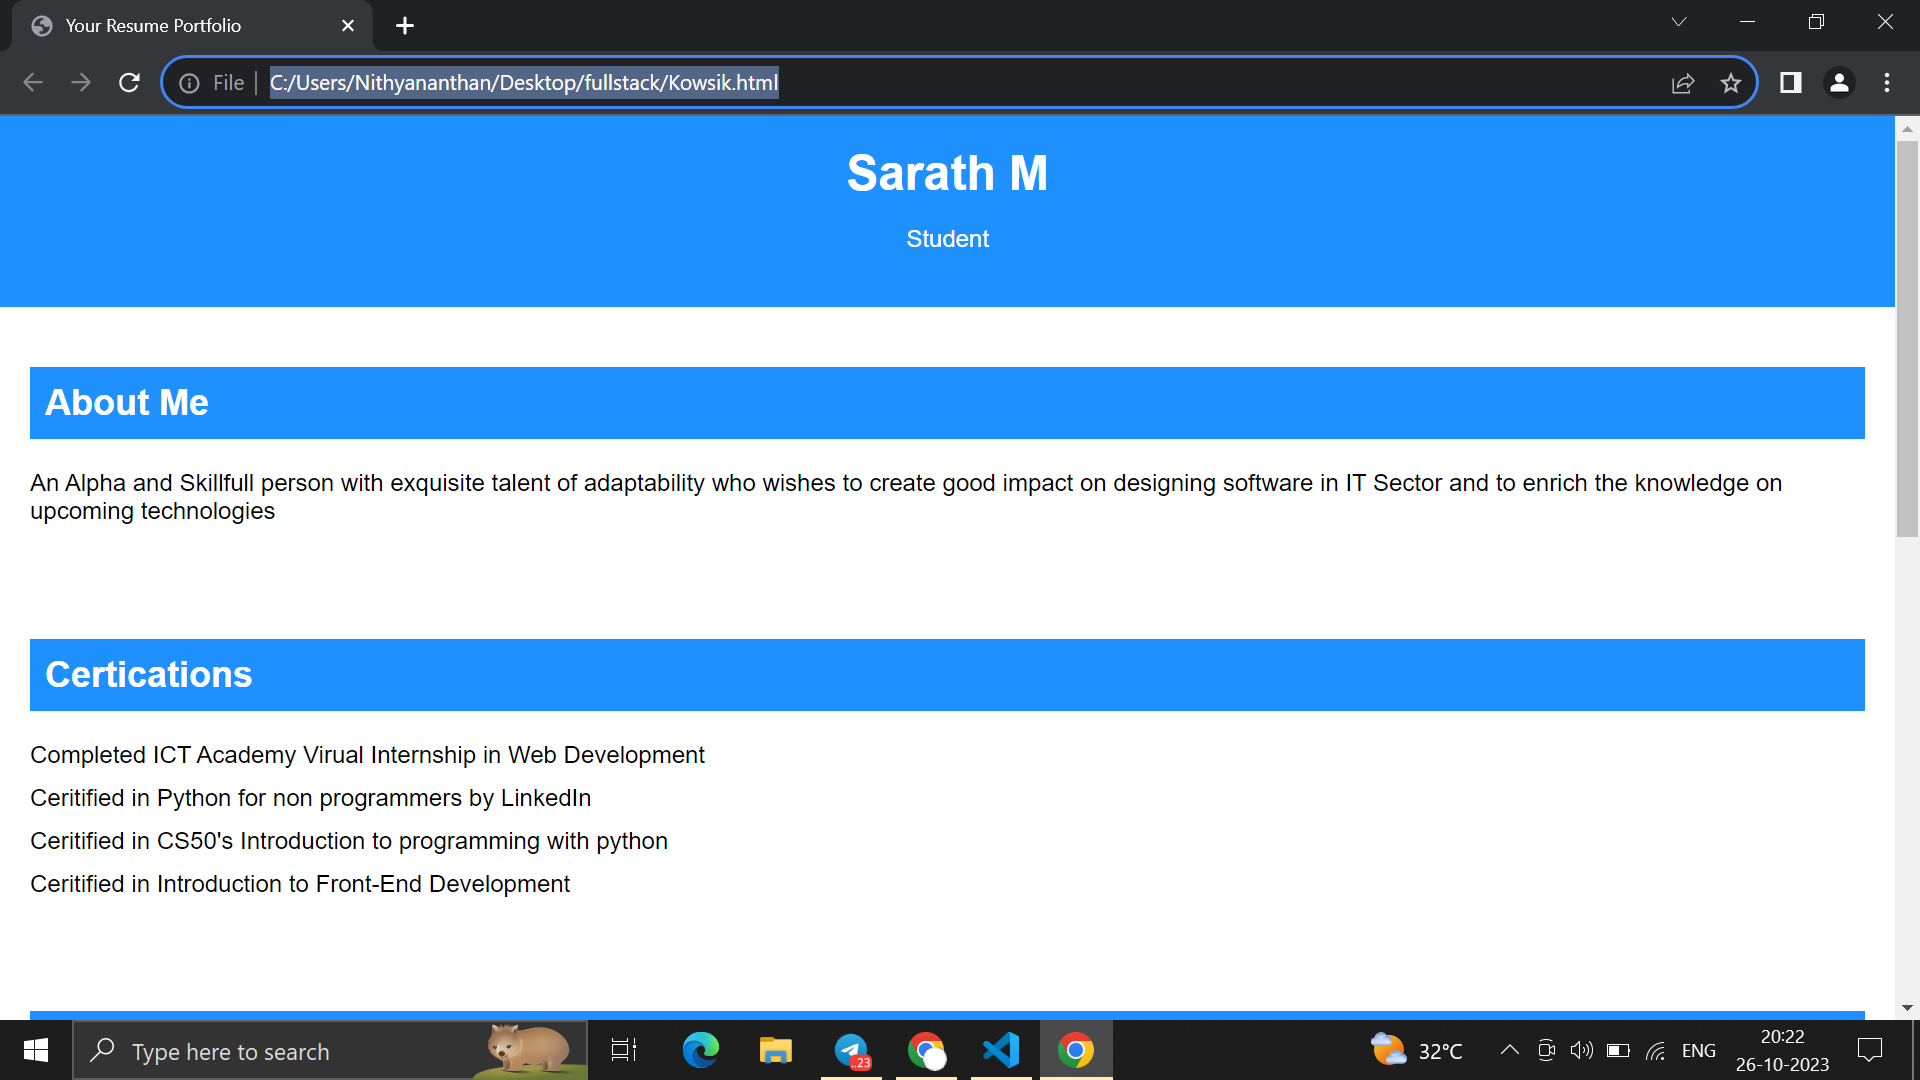 Your Resume Portfolio
File
C:/Users/Nithyananthan/Desktop/fullstack/Kowsik.html
Sarath M
Student
About Me
An Alpha and Skillfull person with exquisite talent of adaptability who wishes to create good impact on designing software in IT Sector and to enrich the knowledge on
upcoming technologies
Certications
Completed ICT Academy Virual Internship in Web Development
Ceritified in Python for non programmers by LinkedIn
Ceritified in CS50's Introduction to programming with python
Ceritified in Introduction to Front-End Development
Type here to search
..23
32°C
ENG
20:22
26-10-2023